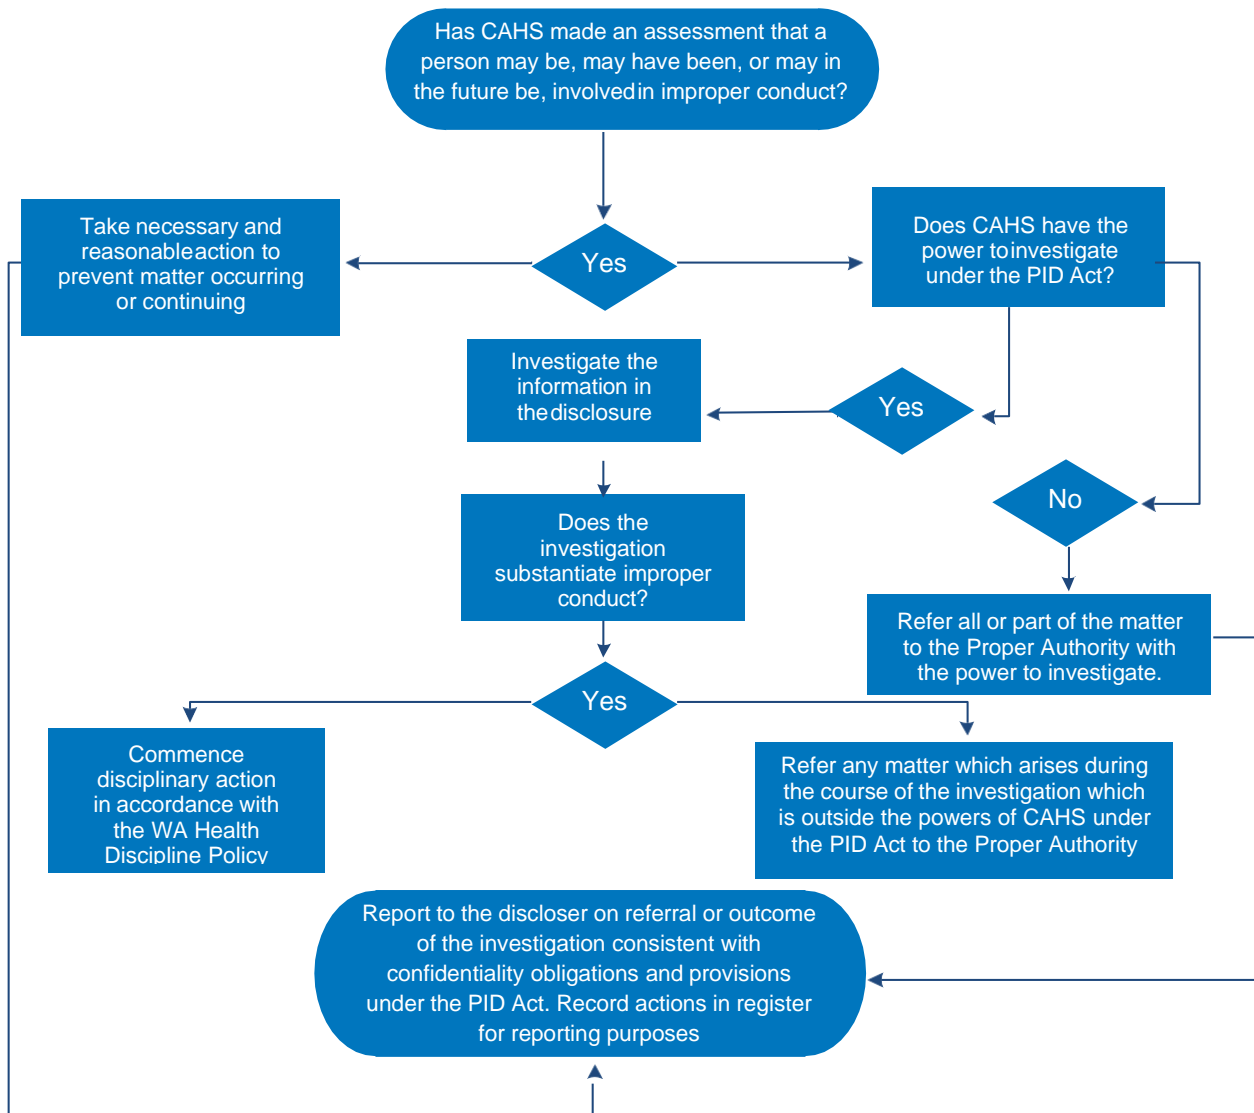 Has CAHS made an assessment that a
person may be, may have been, or may in
the future be, involvedin improper conduct?
Take necessary and
reasonableaction to
prevent matter occurring
or continuing
Yes
Does CAHS have the
power toinvestigate
under the PID Act?
Investigate the
information in
thedisclosure
Yes
No
Does the
investigation
substantiate improper
conduct?
Refer all or part of the matter
to the Proper Authority with
the power to investigate.
Yes
Commence
disciplinary action
in accordance with
the WA Health
Discipline Policy
Refer any matter which arises during
the course of the investigation which
is outside the powers of CAHS under
the PID Act to the Proper Authority
Report to the discloser on referral or outcome
of the investigation consistent with
confidentiality obligations and provisions
under the PID Act. Record actions in register
for reporting purposes